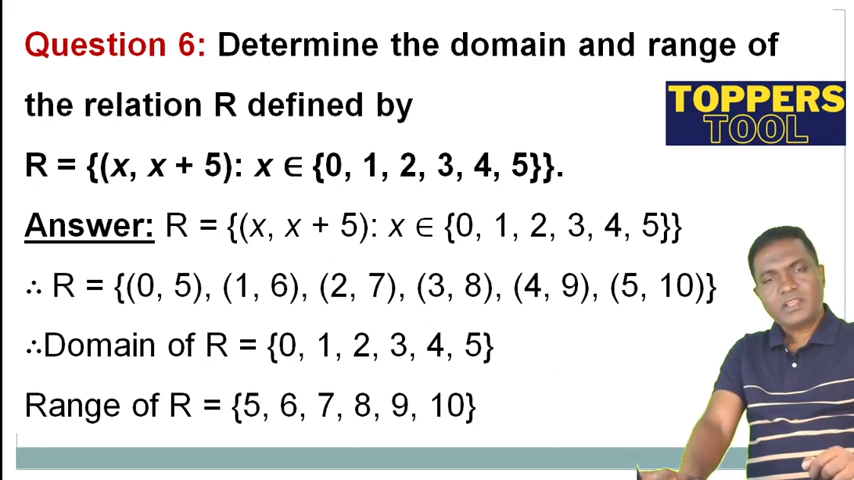 Question 6: Determine the domain and range of
the relation R defined by
TOPPERS
TOOL
R = {(x, x + 5): x ∈ {0, 1, 2, 3, 4, 5}}.
Answer: R = {(x, x + 5): x ∈ {0, 1, 2, 3, 4, 5}}
∴ R = {(0, 5), (1, 6), (2, 7), (3, 8), (4, 9), (5, 10)}
∴Domain of R = {0, 1, 2, 3, 4, 5}
Range of R = {5, 6, 7, 8, 9, 10}